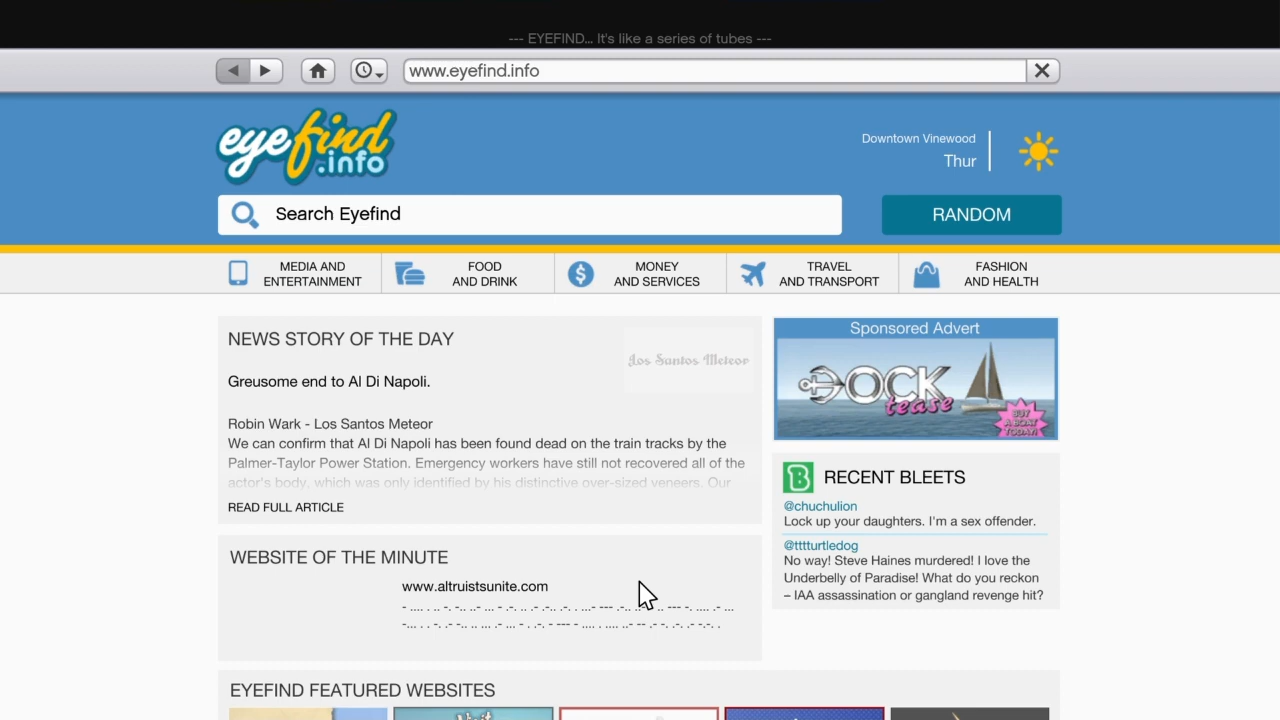 --- EYEFIND... It's like a series of tubes ---
www.eyefind.info
eyefind
.info
Downtown Vinewood
Thur
Search Eyefind
RANDOM
MEDIA AND
ENTERTAINMENT
FOOD
AND DRINK
MONEY
AND SERVICES
TRAVEL
AND TRANSPORT
FASHION
AND HEALTH
NEWS STORY OF THE DAY
Los Santos Meteor
Greusome end to Al Di Napoli.
Robin Wark - Los Santos Meteor
We can confirm that Al Di Napoli has been found dead on the train tracks by the
Palmer-Taylor Power Station. Emergency workers have still not recovered all of the
actor's body, which was only identified by his distinctive over-sized veneers. Our
READ FULL ARTICLE
Sponsored Advert
DOCK
tease
BUY
A BOAT
TODAY!
RECENT BLEETS
@chuchulion
Lock up your daughters. I'm a sex offender.
@tttturtledog
No way! Steve Haines murdered! I love the
Underbelly of Paradise! What do you reckon
– IAA assassination or gangland revenge hit?
WEBSITE OF THE MINUTE
www.altruistsunite.com
EYEFIND FEATURED WEBSITES